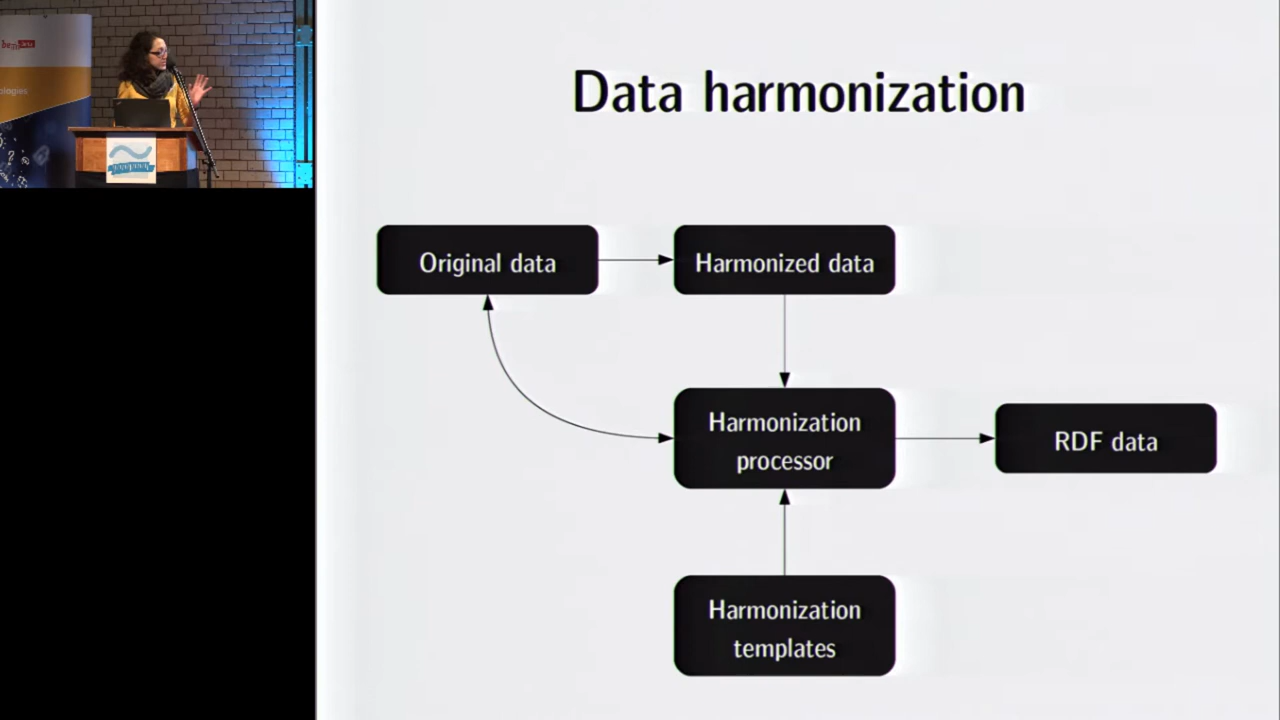 Data harmonization
Original data
Harmonized data
Harmonization
processor
RDF data
Harmonization
templates